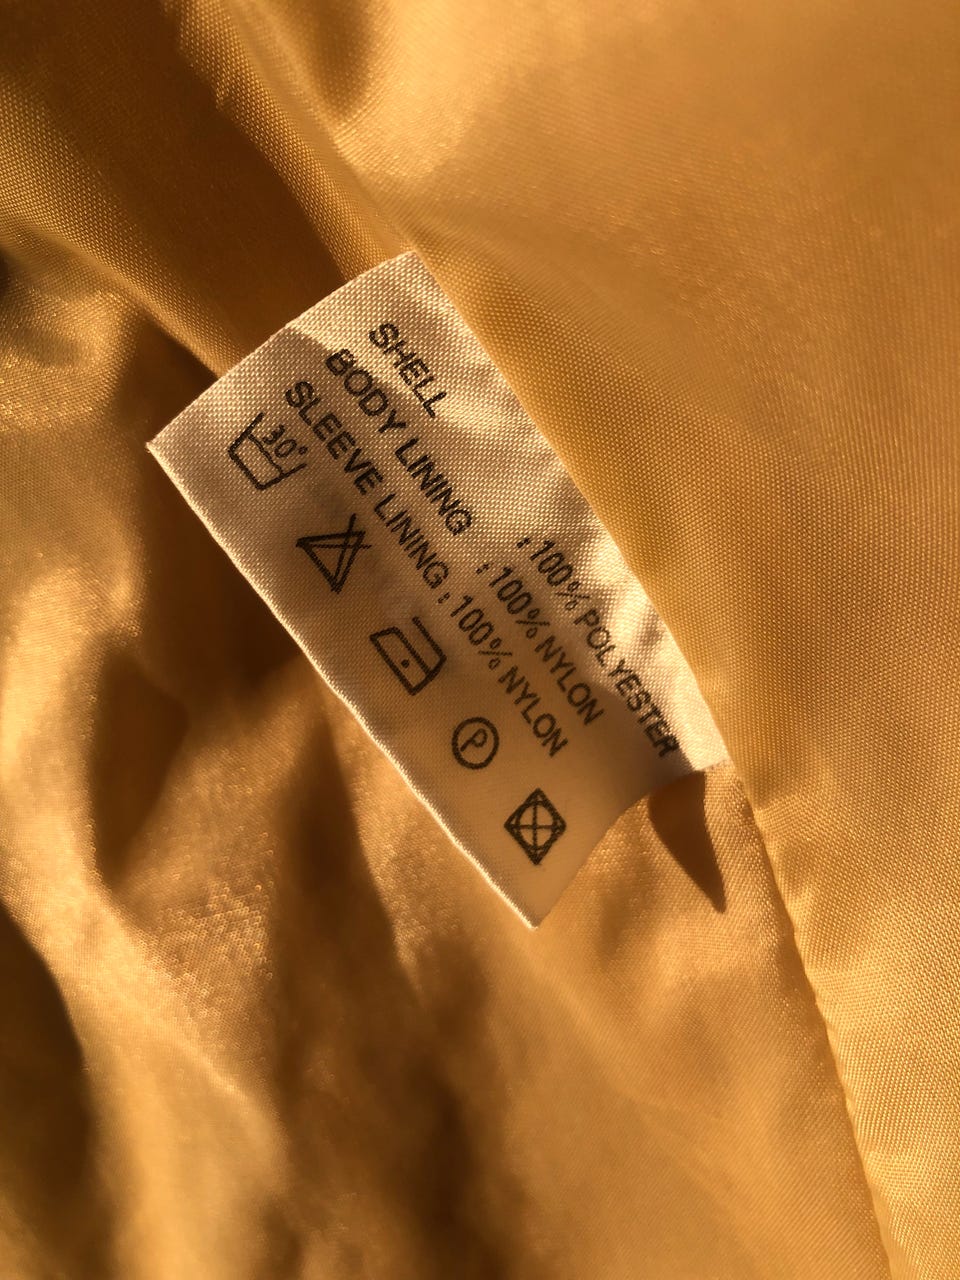 SHELL : 100% POLYESTER
BODY LINING : 100% NYLON
SLEEVE LINING : 100% NYLON
30°
P